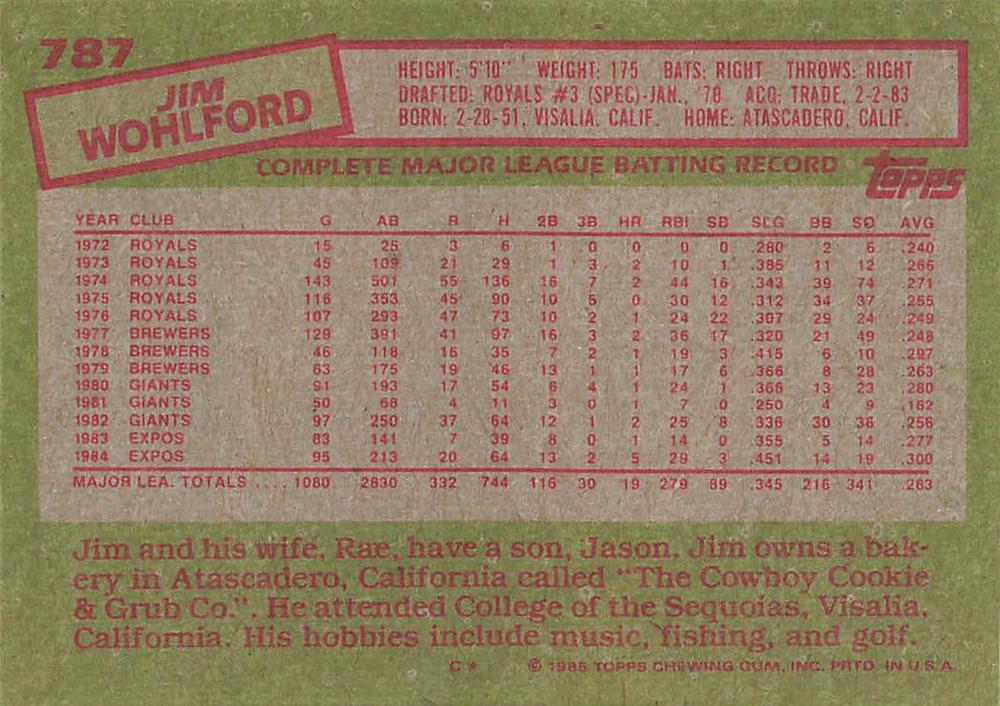 787
JIM
WOHLFORD
HEIGHT: 5'10" WEIGHT: 175 BATS: RIGHT THROWS: RIGHT
DRAFTED: ROYALS #3 (SPEC)-JAN., '70 ACQ: TRADE, 2-2-83
BORN: 2-28-51, VISALIA, CALIF. HOME: ATASCADERO, CALIF.
COMPLETE MAJOR LEAGUE BATTING RECORD
TOPPS
YEAR CLUB G AB R H 2B 3B HR RBI SB SLG BB SO AVG
1972 ROYALS 15 25 3 6 1 0 0 0 0 .280 2 6 .240
1973 ROYALS 45 109 21 29 1 3 2 10 1 .385 11 12 .266
1974 ROYALS 143 501 55 136 16 7 2 44 16 .343 39 74 .271
1975 ROYALS 116 353 45 90 10 5 0 30 12 .312 34 37 .255
1976 ROYALS 107 293 47 73 10 2 1 24 22 .307 29 24 .249
1977 BREWERS 129 391 41 97 16 3 2 36 17 .320 21 49 .248
1978 BREWERS 46 118 16 35 7 2 1 19 3 .415 6 10 .297
1979 BREWERS 63 175 19 46 13 1 1 17 6 .366 8 28 .263
1980 GIANTS 91 193 17 54 6 4 1 24 1 .368 13 23 .280
1981 GIANTS 50 68 4 11 3 0 1 7 0 .250 4 9 .162
1982 GIANTS 97 250 37 64 12 1 2 25 8 .336 30 36 .256
1983 EXPOS 83 141 7 39 8 0 1 14 0 .355 5 14 .277
1984 EXPOS 95 213 20 64 13 2 5 29 3 .451 14 19 .300
MAJOR LEA. TOTALS .... 1080 2830 332 744 116 30 19 279 89 .345 216 341 .263
Jim and his wife, Rae, have a son, Jason. Jim owns a bak-
ery in Atascadero, California called "The Cowboy Cookie
& Grub Co.". He attended College of the Sequoias, Visalia,
California. His hobbies include music, fishing, and golf.
C* © 1985 TOPPS CHEWING GUM, INC. PRTD. IN U.S.A.